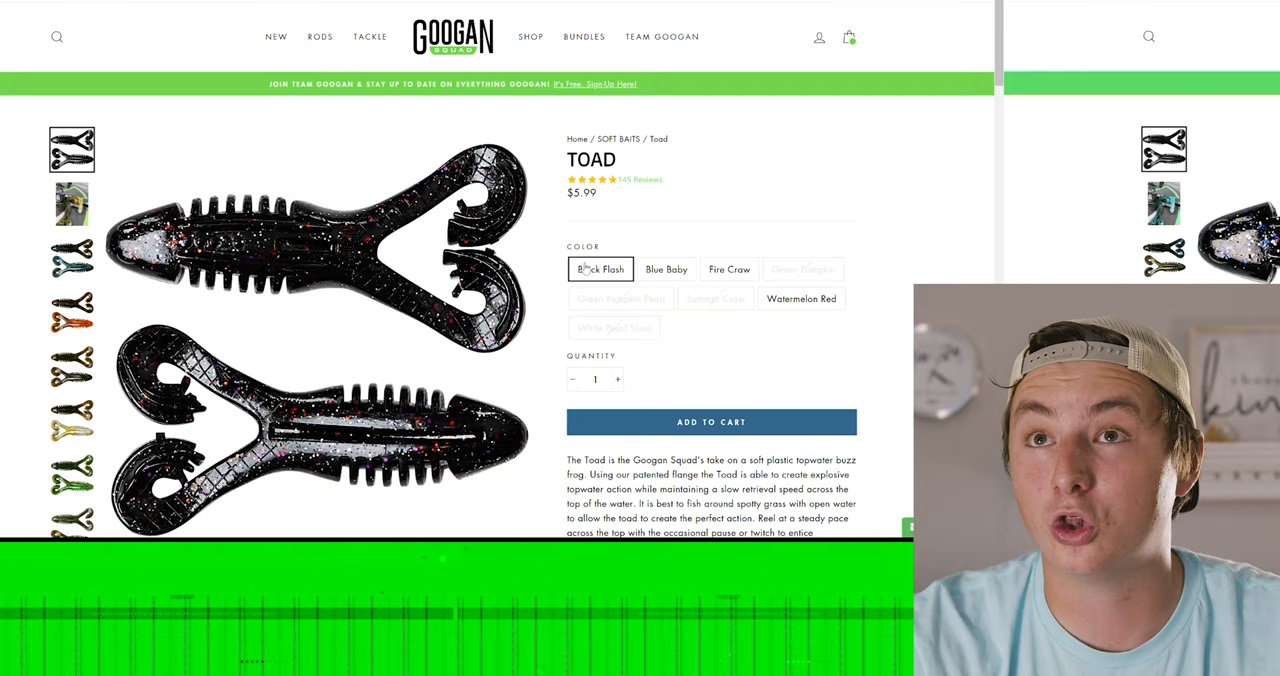 NEW RODS TACKLE GOOGAN SQUAD SHOP BUNDLES TEAM GOOGAN
JOIN TEAM GOOGAN & STAY UP TO DATE ON EVERYTHING GOOGAN! It's Free. Sign-Up Here!
Home / SOFT BAITS / Toad
TOAD
145 Reviews
$5.99
COLOR
Black Flash Blue Baby Fire Craw Green Pumpkin
Green Pumpkin Pearl Summer Craw Watermelon Red
White Pearl Shad
QUANTITY
− 1 +
ADD TO CART
The Toad is the Googan Squad's take on a soft plastic topwater buzz
frog. Using our patented flange the Toad is able to create explosive
topwater action while maintaining a slow retrieval speed across the
top of the water. It is best to fish around spotty grass with open water
to allow the toad to create the perfect action. Reel at a steady pace
across the top with the occasional pause or twitch to entice